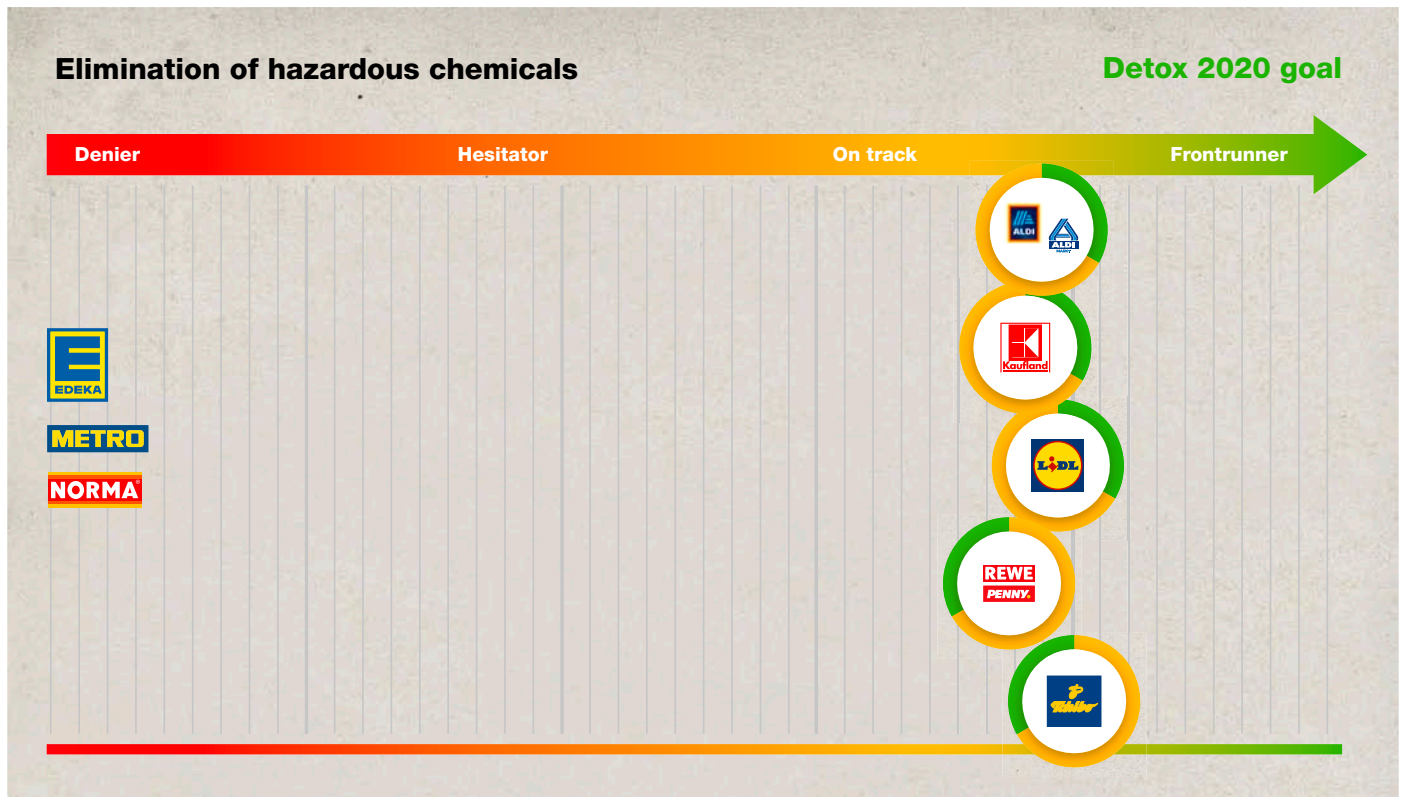 Elimination of hazardous chemicals
Detox 2020 goal
Denier
Hesitator
On track
Frontrunner
ALDI
ALDI
MARKT
Kaufland
EDEKA
METRO
LiDL
NORMA®
REWE
PENNY.
Tchibo